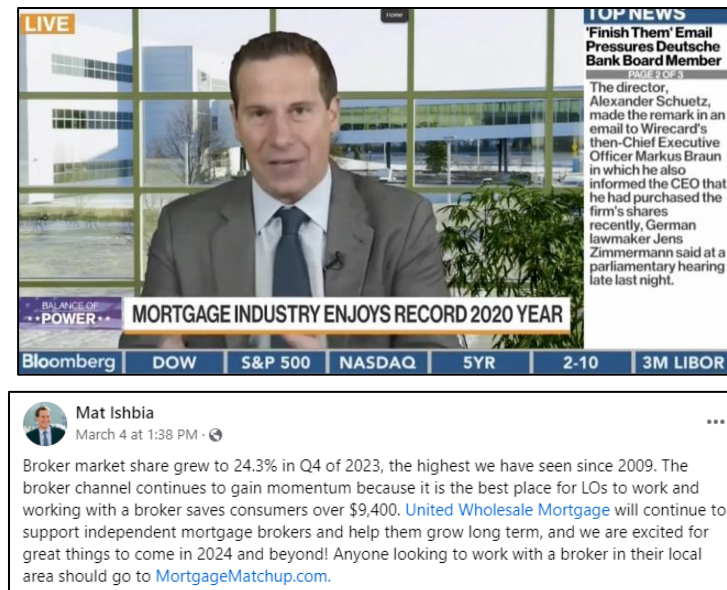 LIVE
Home
TOP NEWS
'Finish Them' Email
Pressures Deutsche
Bank Board Member
PAGE 2 OF 3
The director,
Alexander Schuetz,
made the remark in an
email to Wirecard's
then-Chief Executive
Officer Markus Braun
in which he also
informed the CEO that
he had purchased the
firm's shares
recently, German
lawmaker Jens
Zimmermann said at a
parliamentary hearing
late last night.
BALANCE OF
POWER
MORTGAGE INDUSTRY ENJOYS RECORD 2020 YEAR
Bloomberg DOW S&P 500 NASDAQ 5YR 2-10 3M LIBOR
Mat Ishbia
March 4 at 1:38 PM ·
Broker market share grew to 24.3% in Q4 of 2023, the highest we have seen since 2009. The
broker channel continues to gain momentum because it is the best place for LOs to work and
working with a broker saves consumers over $9,400. United Wholesale Mortgage will continue to
support independent mortgage brokers and help them grow long term, and we are excited for
great things to come in 2024 and beyond! Anyone looking to work with a broker in their local
area should go to MortgageMatchup.com.